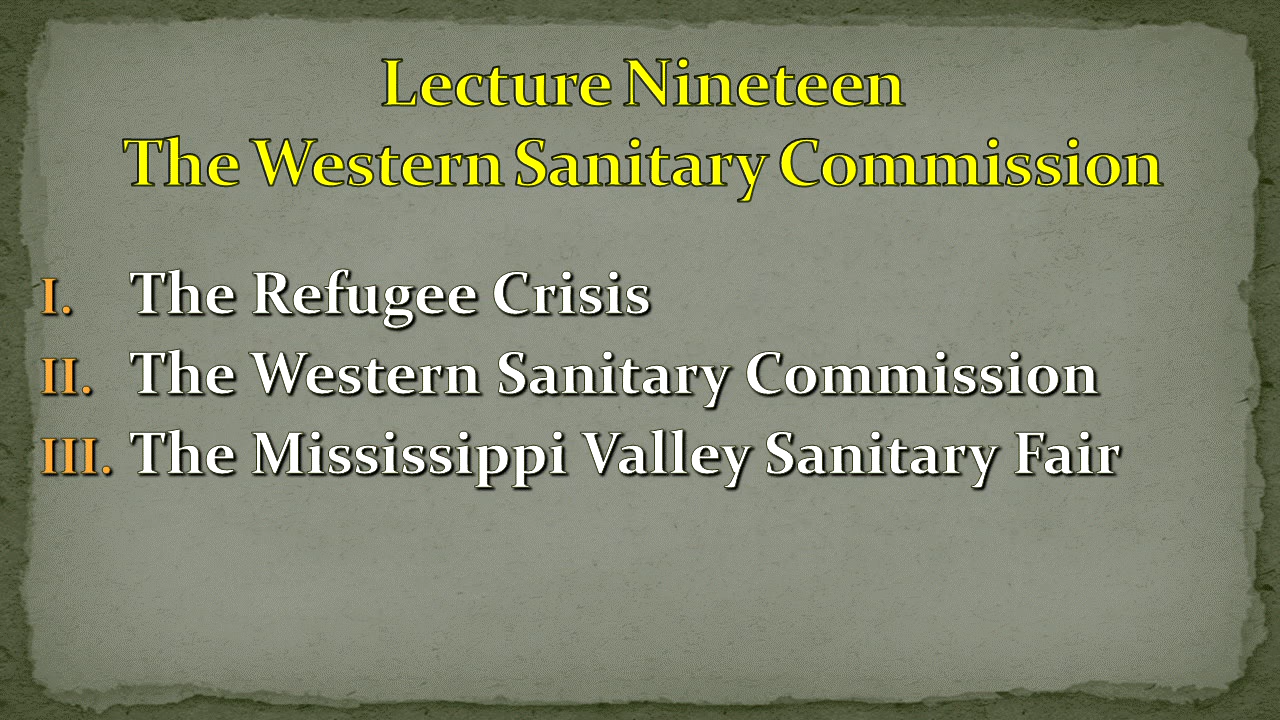 Lecture Nineteen
The Western Sanitary Commission
I. The Refugee Crisis
II. The Western Sanitary Commission
III. The Mississippi Valley Sanitary Fair